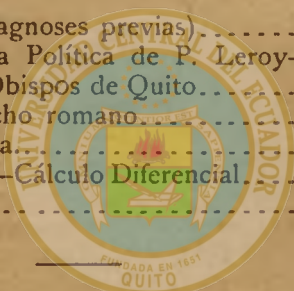 agnoses previas)
a Política de P. Leroy-
Obispos de Quito
cho romano
a
—Cálculo Diferencial
UNIVERSIDAD CENTRAL DEL ECUADOR
FUNDADA EN 1651
QUITO